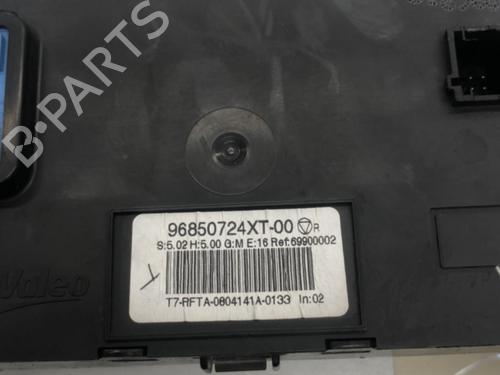 B-PARTS
96850724XT-00 R
S:5.02 H:5.00 G:M E:16 Ref:69900002
Valeo
T7-RFTA-0804141A-0133 In:02